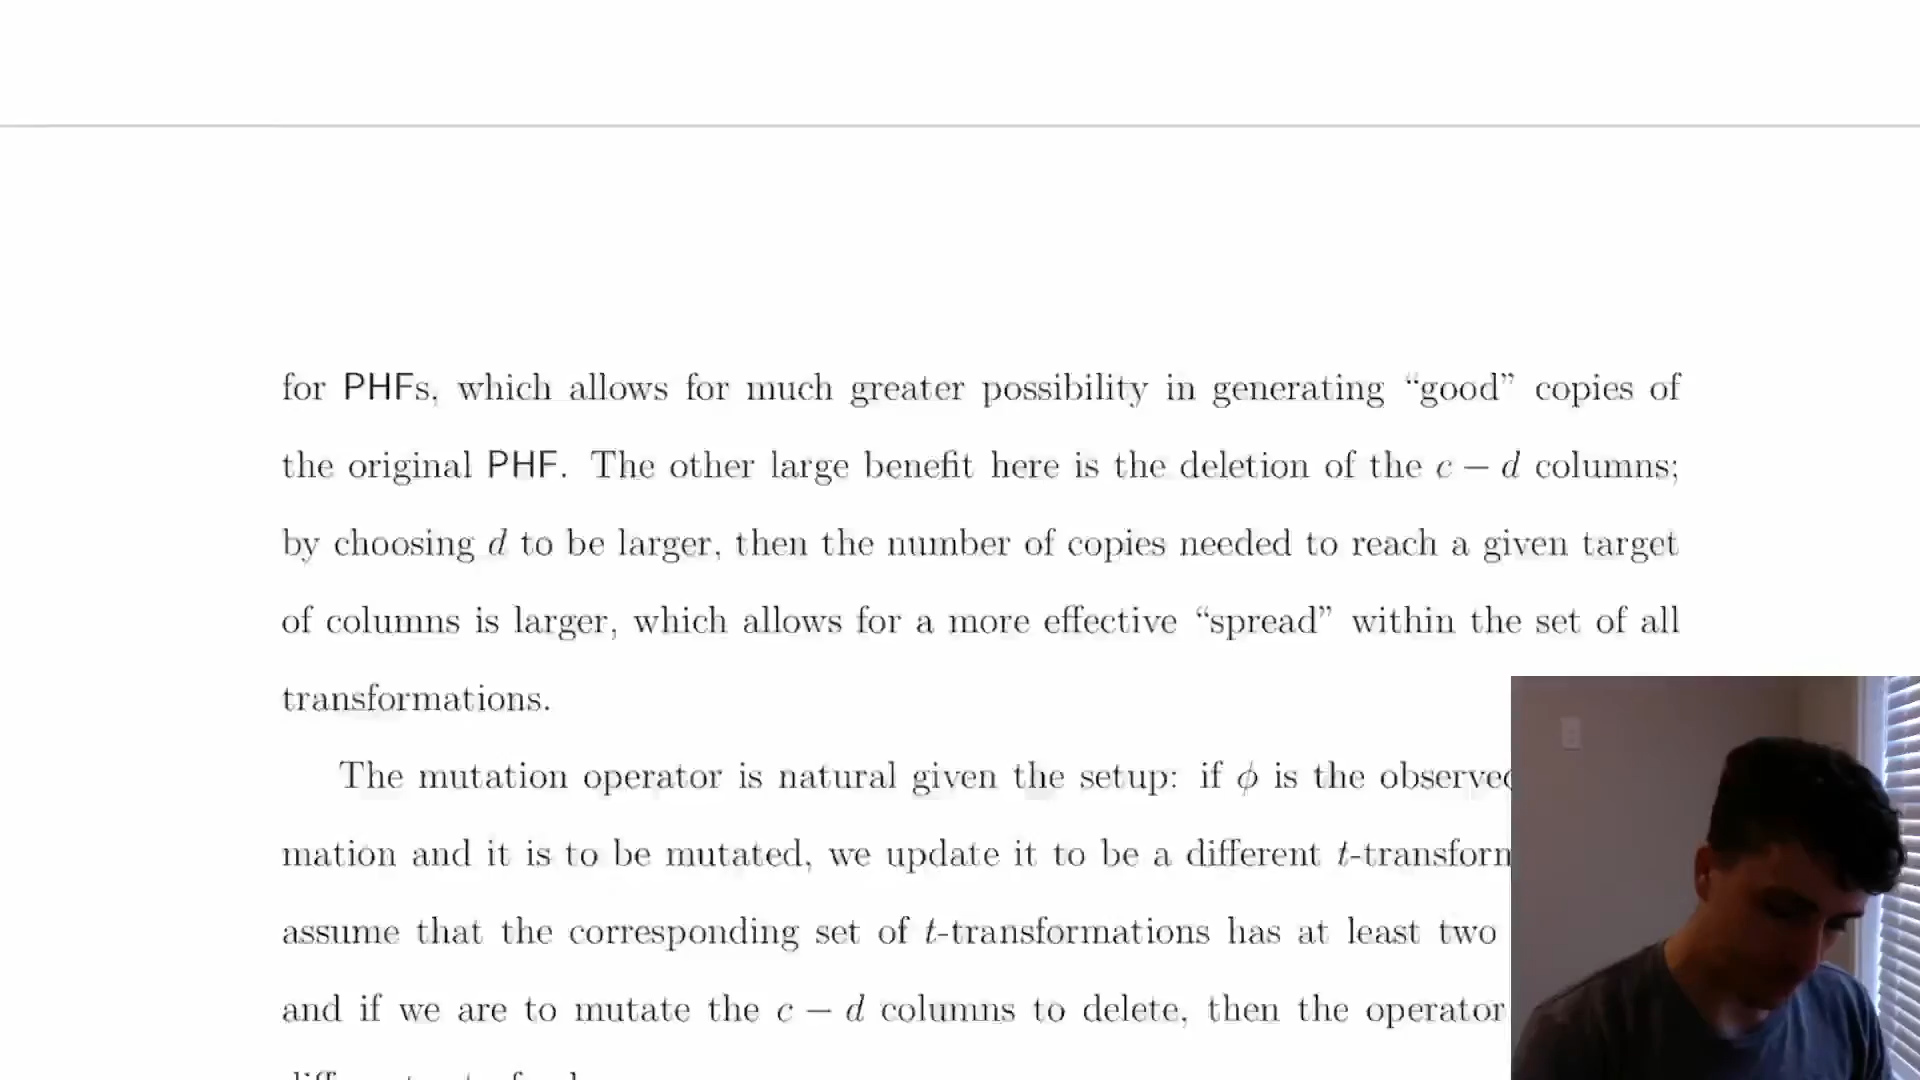 for PHFs, which allows for much greater possibility in generating “good” copies of
the original PHF. The other large benefit here is the deletion of the c − d columns;
by choosing d to be larger, then the number of copies needed to reach a given target
of columns is larger, which allows for a more effective “spread” within the set of all
transformations.
The mutation operator is natural given the setup: if ϕ is the observed
mation and it is to be mutated, we update it to be a different t-transform
assume that the corresponding set of t-transformations has at least two
and if we are to mutate the c − d columns to delete, then the operator